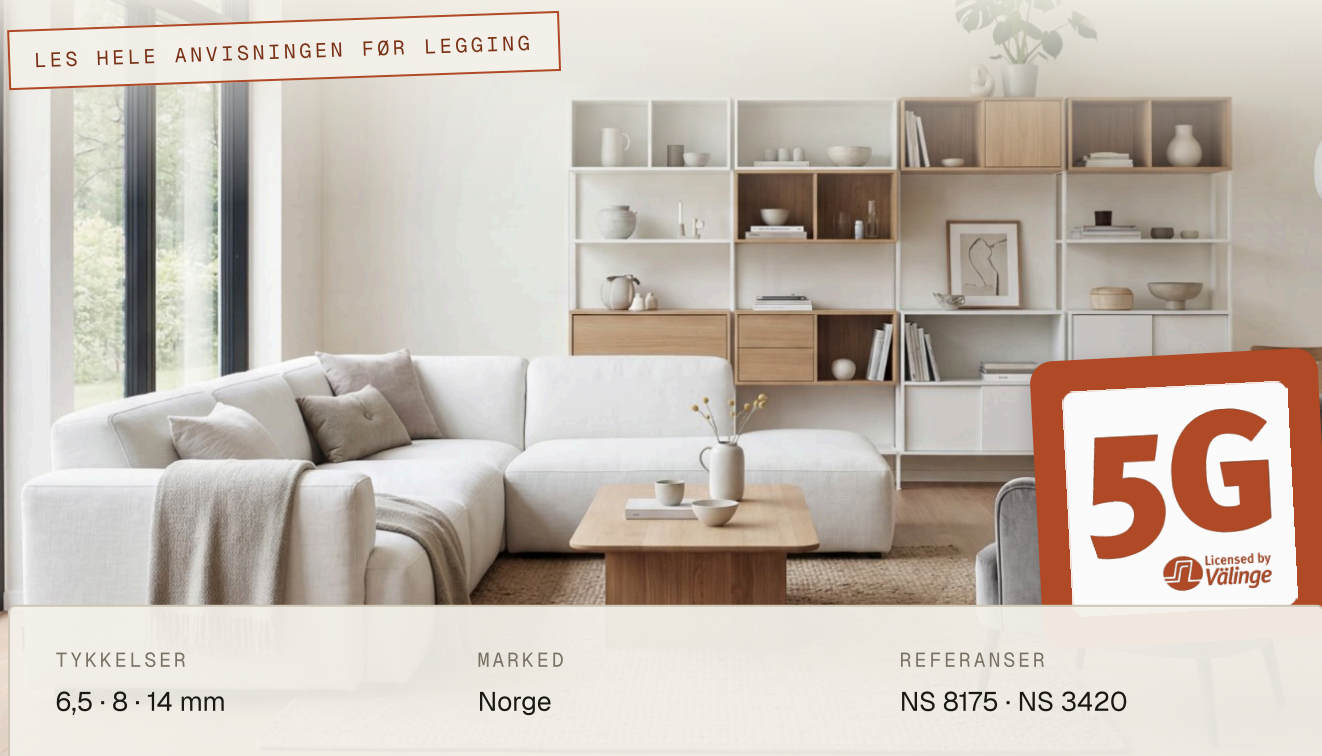 LES HELE ANVISNINGEN FØR LEGGING
5G
Licensed by
Välinge
TYKKELSER
6,5 · 8 · 14 mm
MARKED
Norge
REFERANSER
NS 8175 · NS 3420